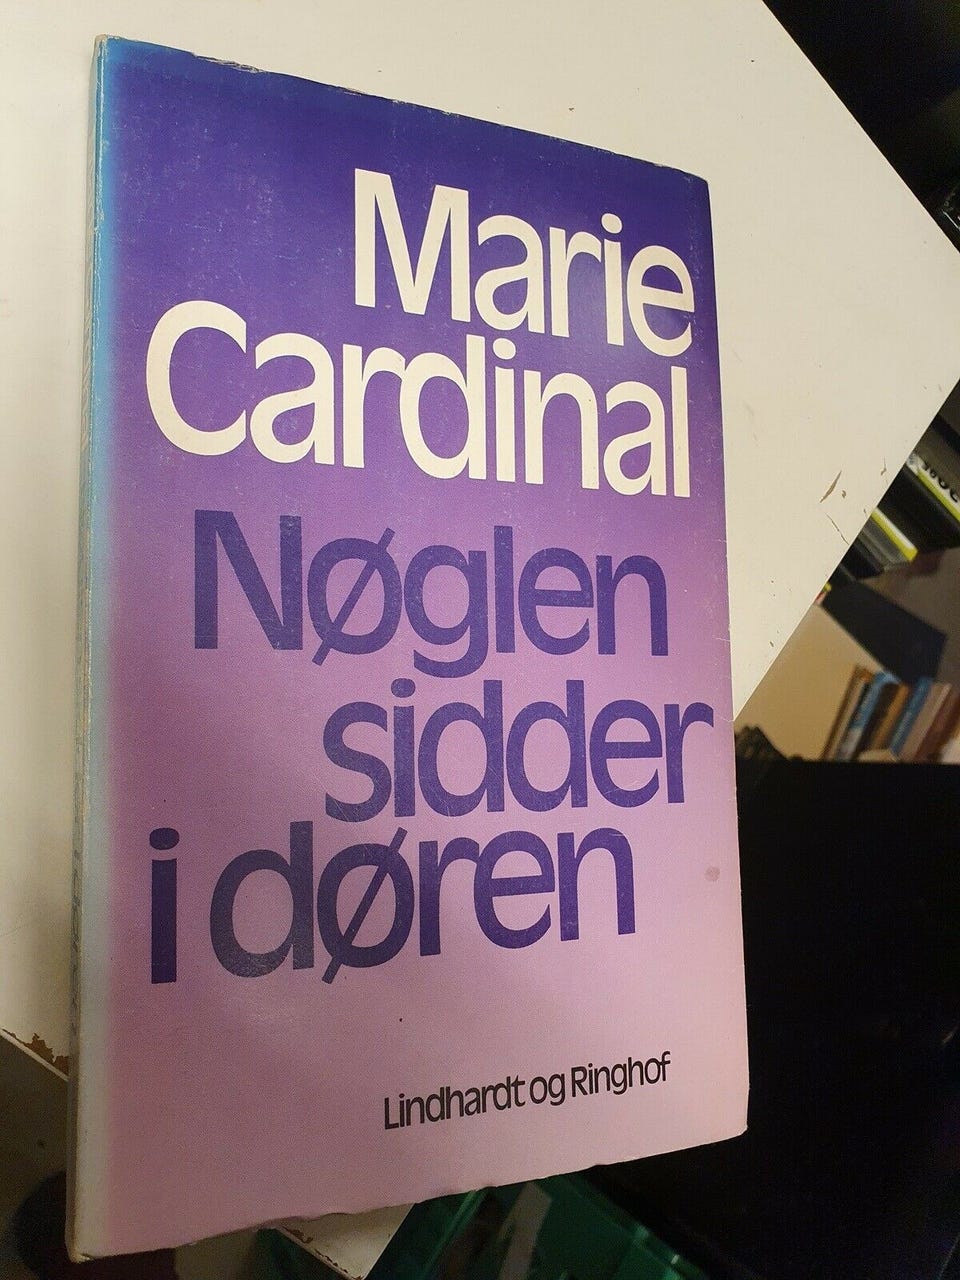 Marie
Cardinal
Nøglen
sidder
i døren
Lindhardt og Ringhof